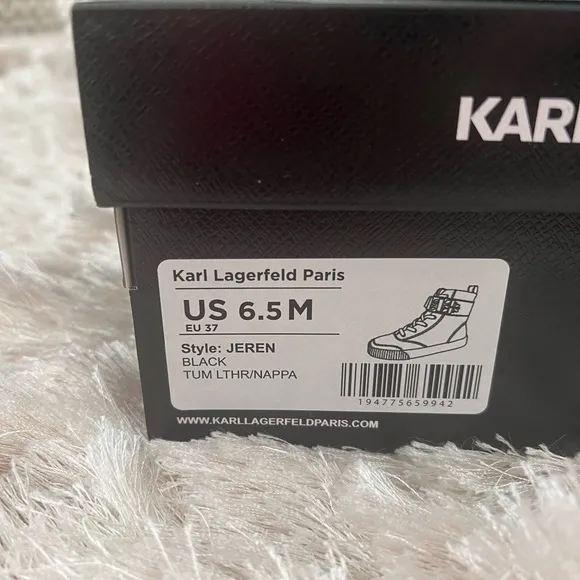 KARL
Karl Lagerfeld Paris
US 6.5 M
EU 37
Style: JEREN
BLACK
TUM LTHR/NAPPA
194775659942
WWW.KARLLAGERFELDPARIS.COM